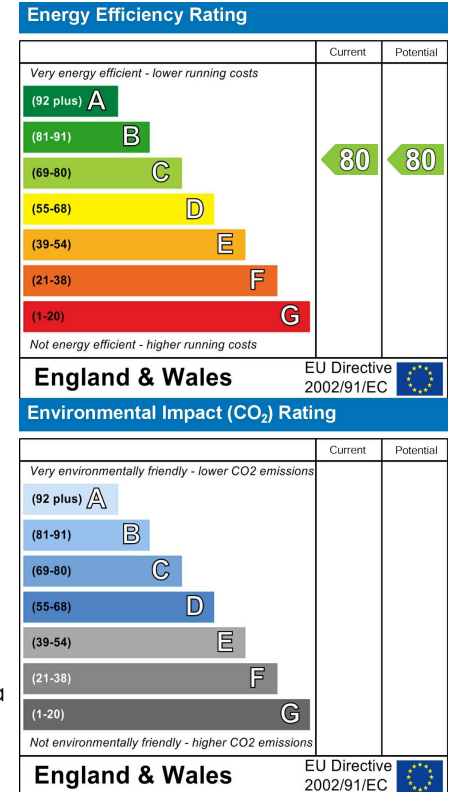 Energy Efficiency Rating
Current Potential
Very energy efficient - lower running costs
(92 plus) A
(81-91) B
80 80
(69-80) C
(55-68) D
(39-54) E
(21-38) F
(1-20) G
Not energy efficient - higher running costs
England & Wales
EU Directive
2002/91/EC
Environmental Impact (CO₂) Rating
Current Potential
Very environmentally friendly - lower CO2 emissions
(92 plus) A
(81-91) B
(69-80) C
(55-68) D
(39-54) E
(21-38) F
a
(1-20) G
Not environmentally friendly - higher CO2 emissions
England & Wales
EU Directive
2002/91/EC